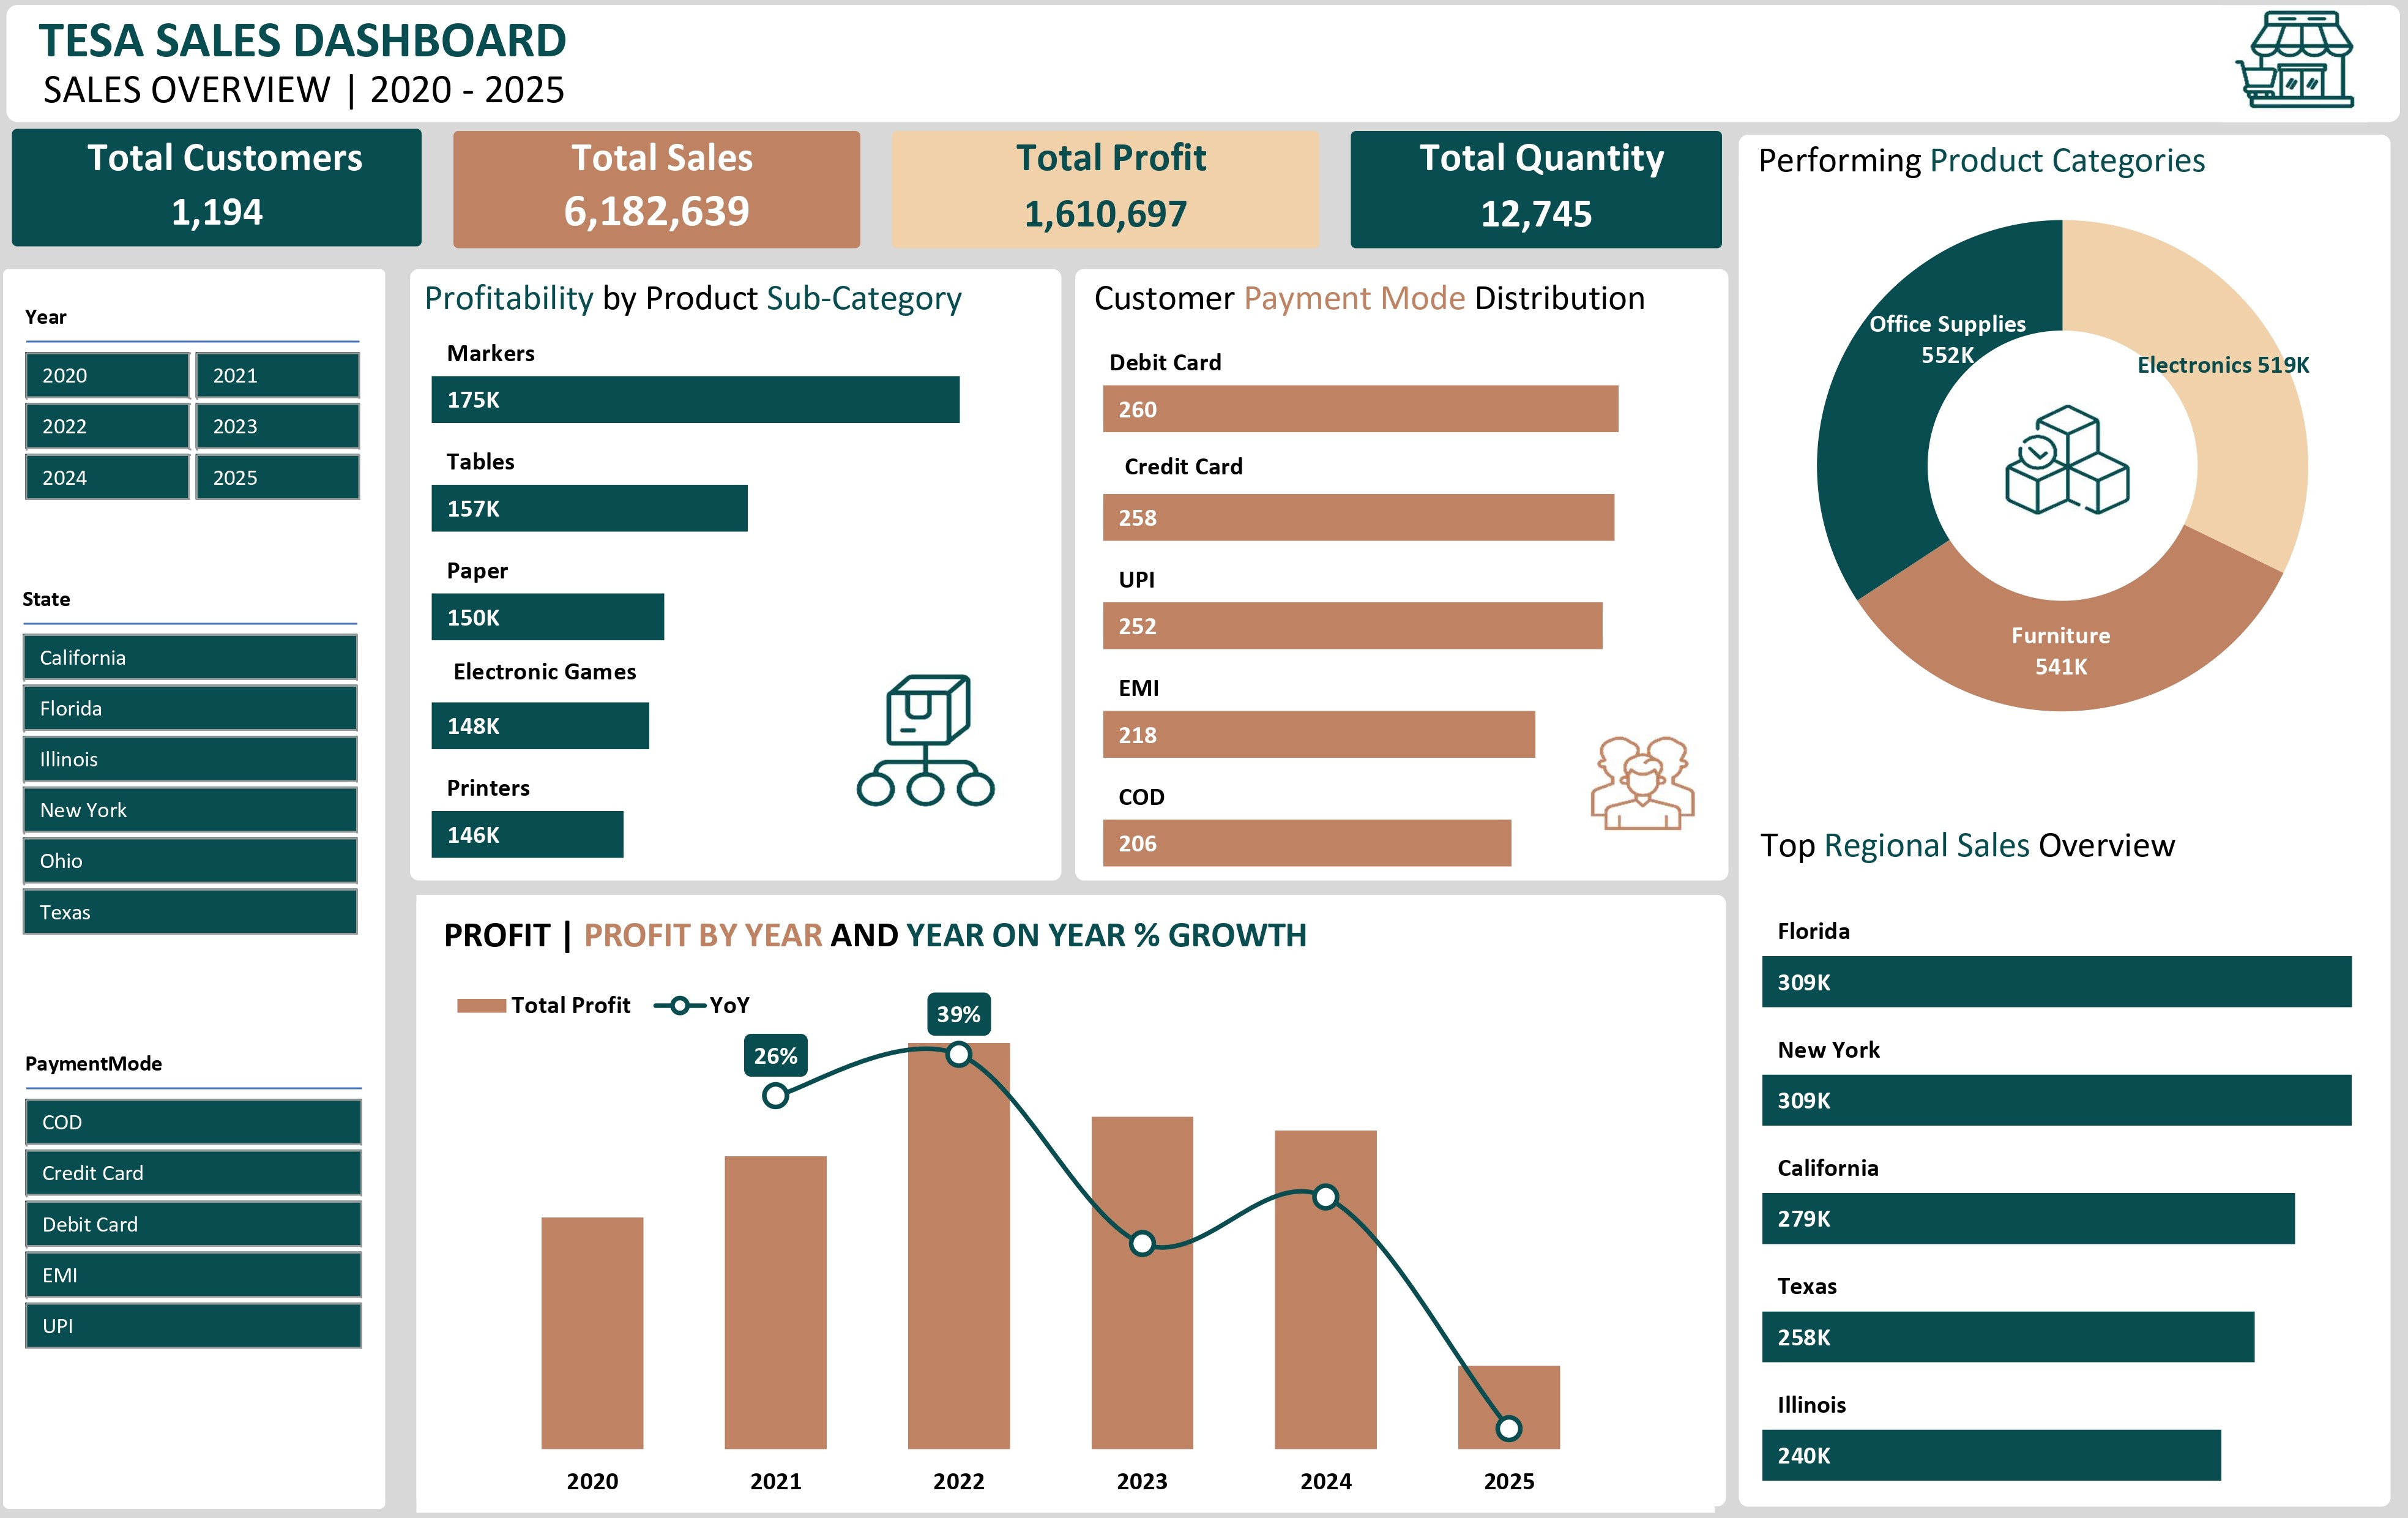 TESA SALES DASHBOARD
SALES OVERVIEW | 2020 - 2025
Total Customers
1,194
Total Sales
6,182,639
Total Profit
1,610,697
Total Quantity
12,745
Year
2020
2021
2022
2023
2024
2025
State
California
Florida
Illinois
New York
Ohio
Texas
PaymentMode
COD
Credit Card
Debit Card
EMI
UPI
Profitability by Product Sub-Category
Markers
175K
Tables
157K
Paper
150K
Electronic Games
148K
Printers
146K
Customer Payment Mode Distribution
Debit Card
260
Credit Card
258
UPI
252
EMI
218
COD
206
PROFIT | PROFIT BY YEAR AND YEAR ON YEAR % GROWTH
Total Profit
YoY
26%
39%
2020
2021
2022
2023
2024
2025
Performing Product Categories
Office Supplies
552K
Electronics 519K
Furniture
541K
Top Regional Sales Overview
Florida
309K
New York
309K
California
279K
Texas
258K
Illinois
240K